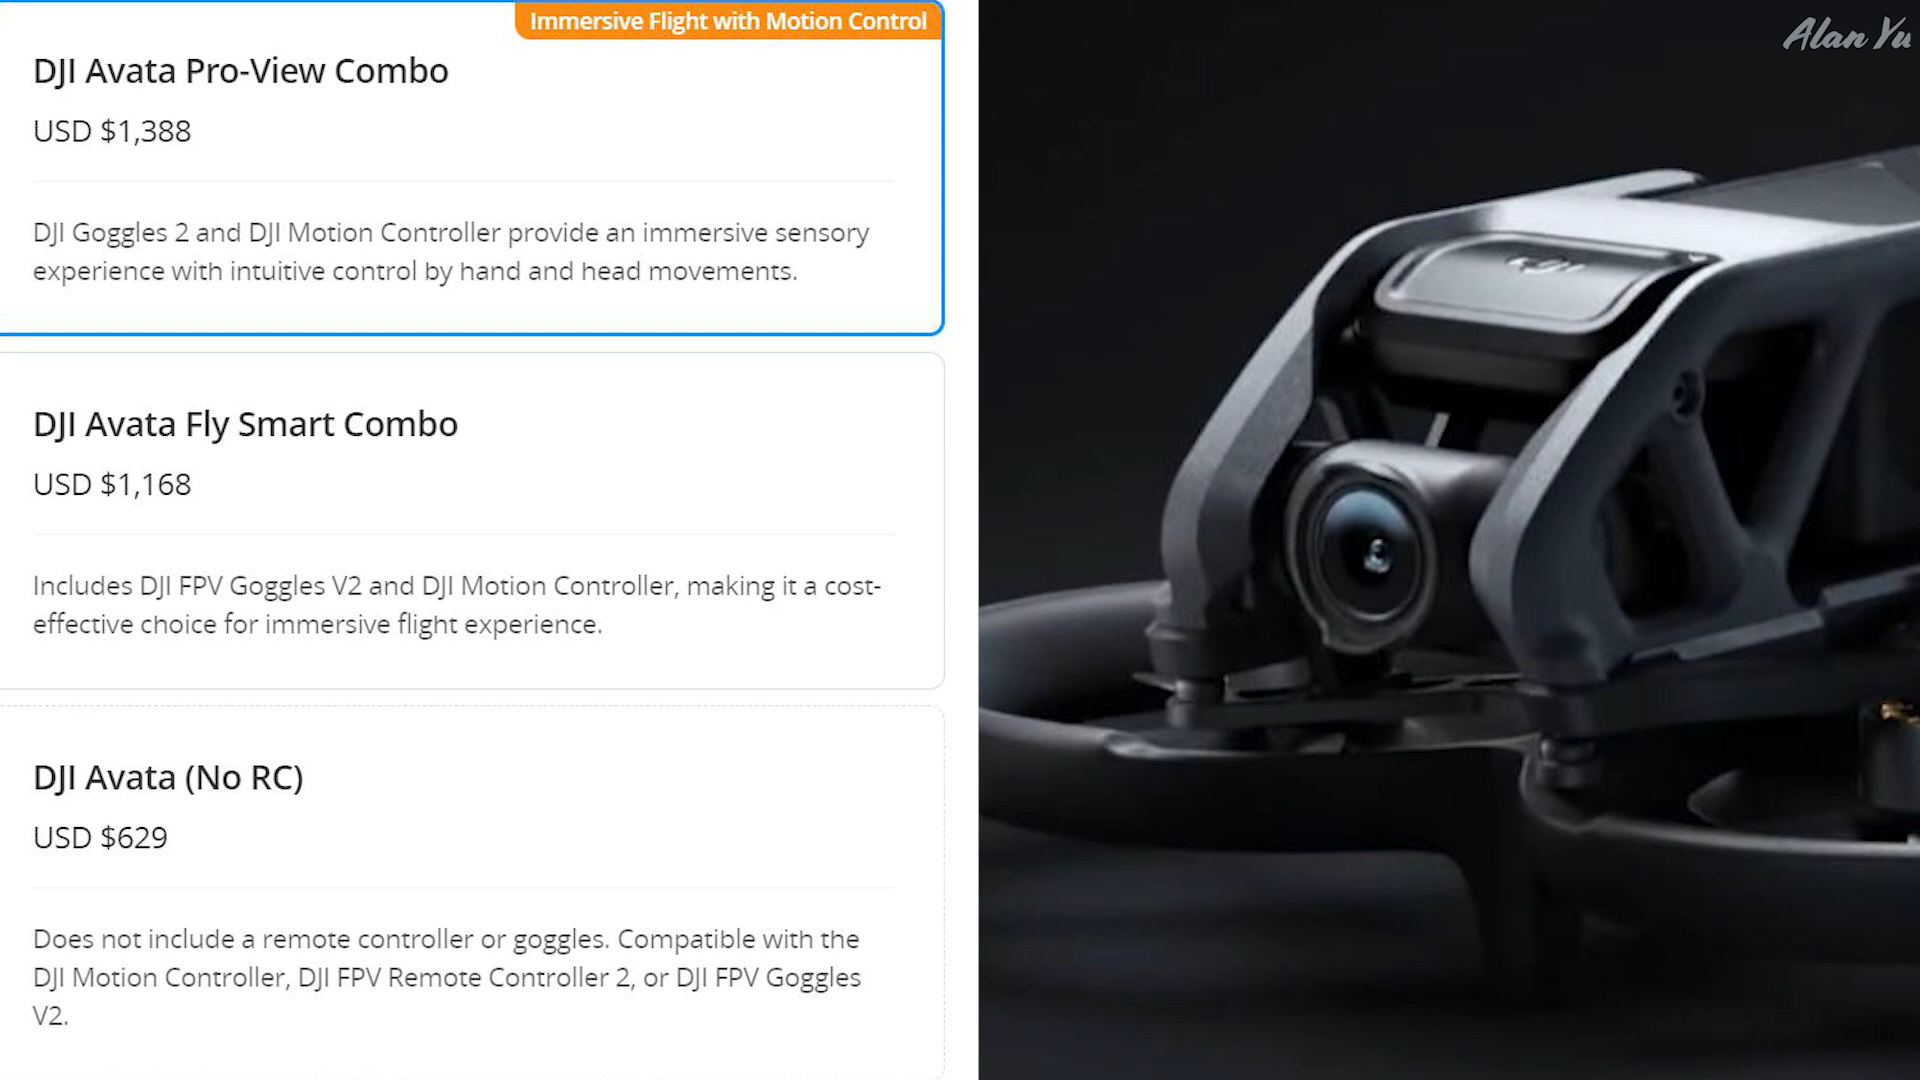 Immersive Flight with Motion Control
DJI Avata Pro-View Combo
USD $1,388
DJI Goggles 2 and DJI Motion Controller provide an immersive sensory
experience with intuitive control by hand and head movements.
DJI Avata Fly Smart Combo
USD $1,168
Includes DJI FPV Goggles V2 and DJI Motion Controller, making it a cost-
effective choice for immersive flight experience.
DJI Avata (No RC)
USD $629
Does not include a remote controller or goggles. Compatible with the
DJI Motion Controller, DJI FPV Remote Controller 2, or DJI FPV Goggles
V2.
Alan Yu
dji